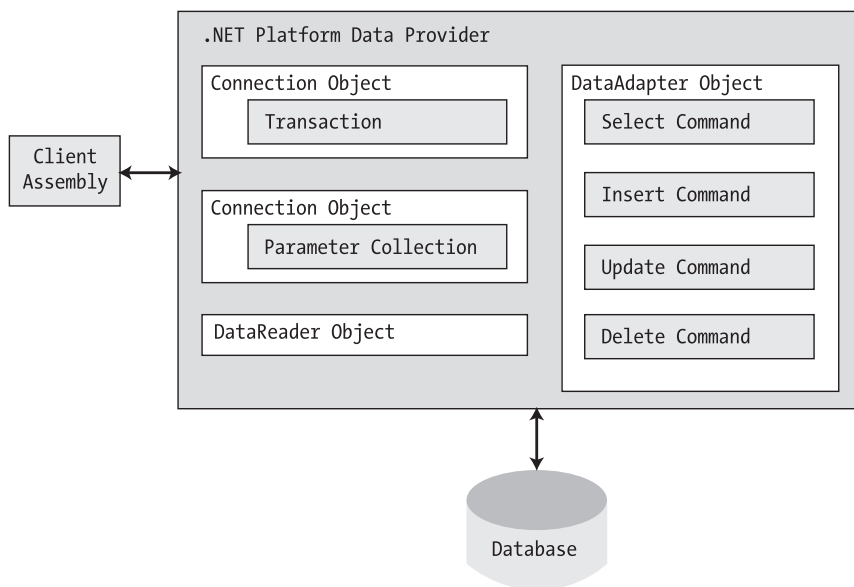 .NET Platform Data Provider
Connection Object
Transaction
Connection Object
Parameter Collection
DataReader Object
DataAdapter Object
Select Command
Insert Command
Update Command
Delete Command
Client
Assembly
Database